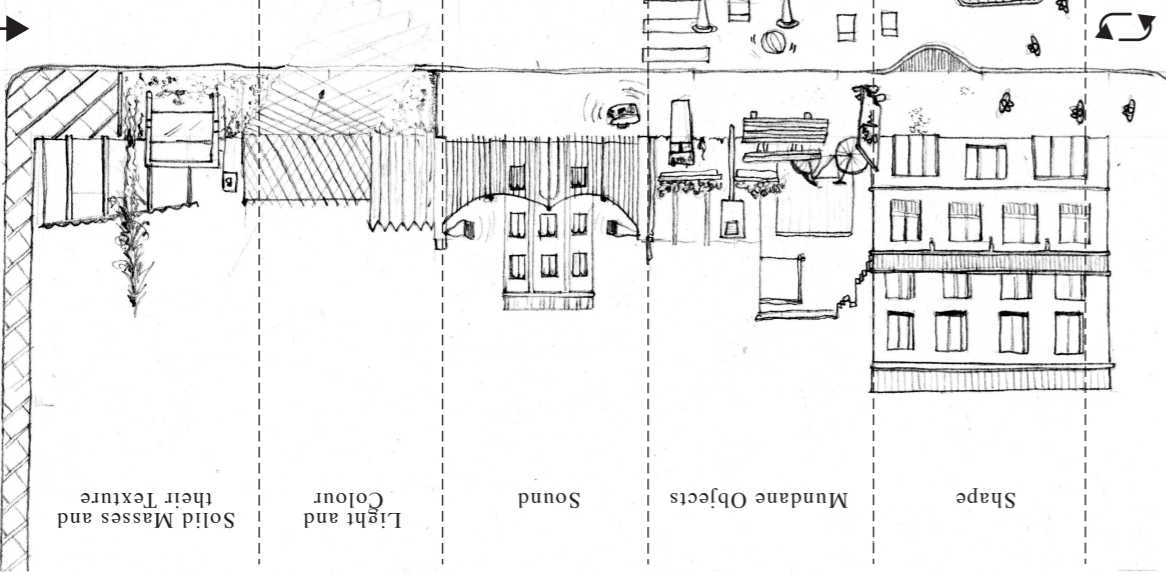 Shape
Mundane Objects
Sound
Light and
Colour
Solid Masses and
their Texture